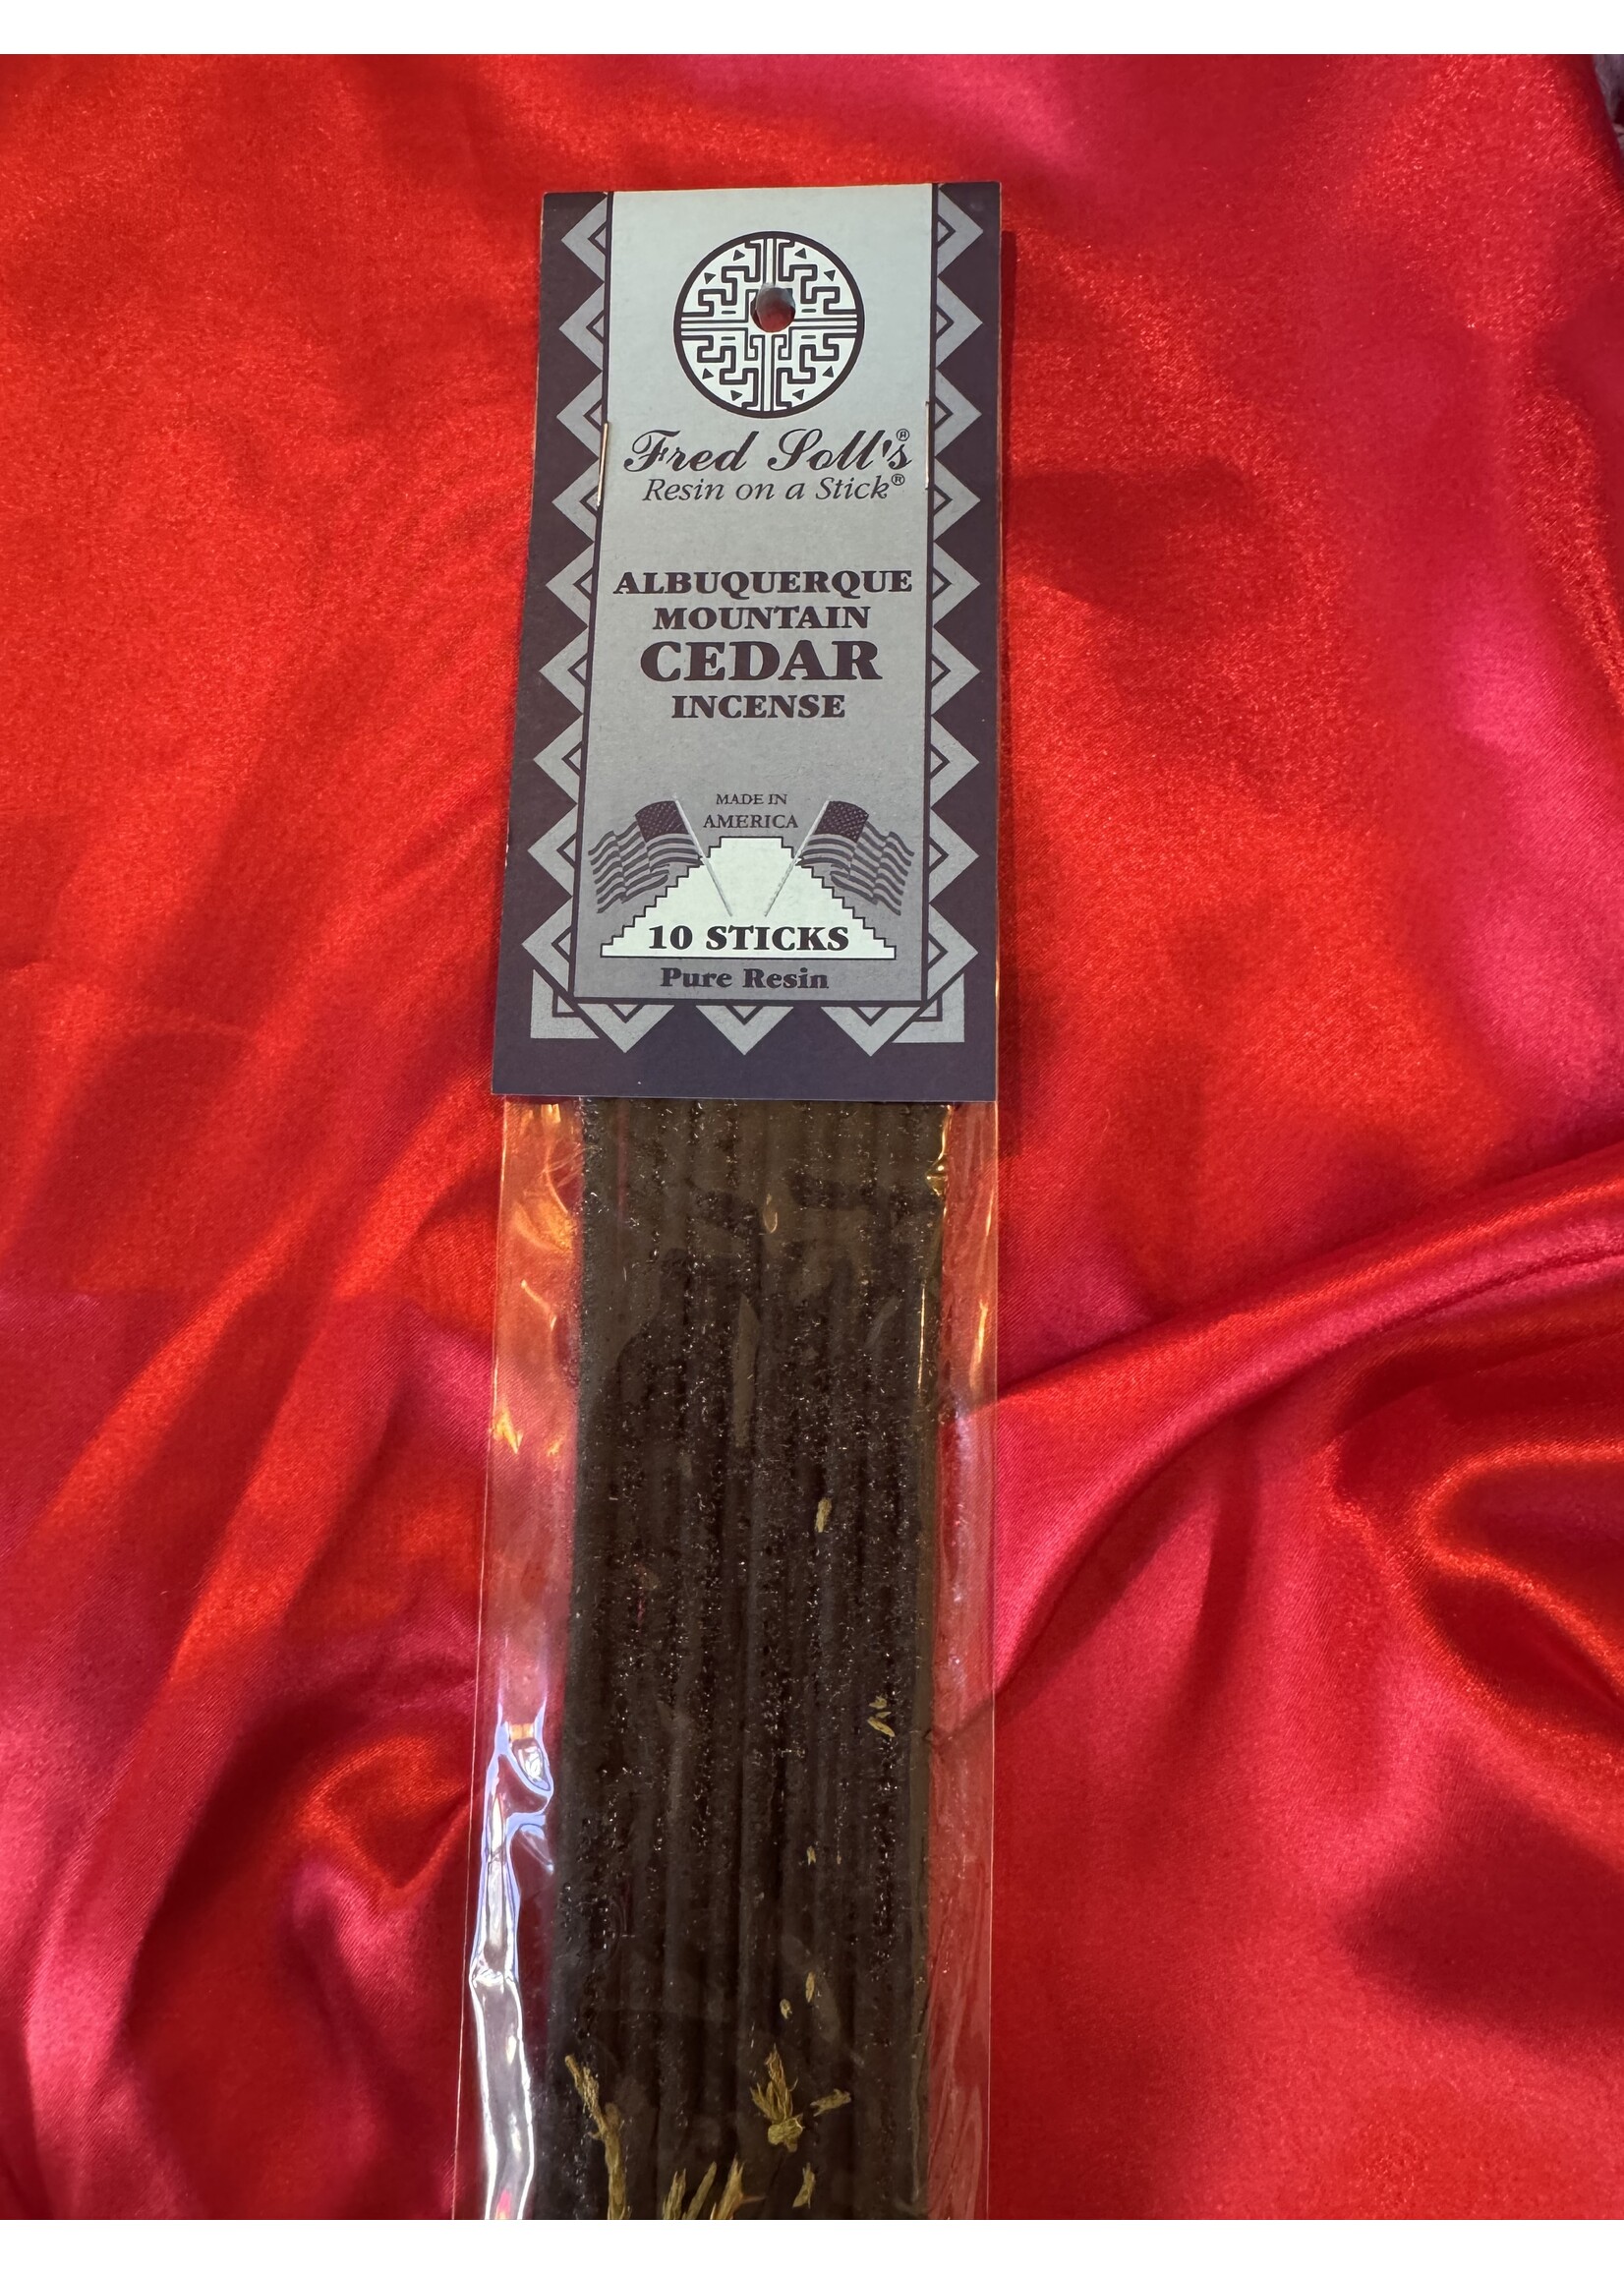 Fred Soll's®
Resin on a Stick®
ALBUQUERQUE
MOUNTAIN
CEDAR
INCENSE
MADE IN
AMERICA
10 STICKS
Pure Resin